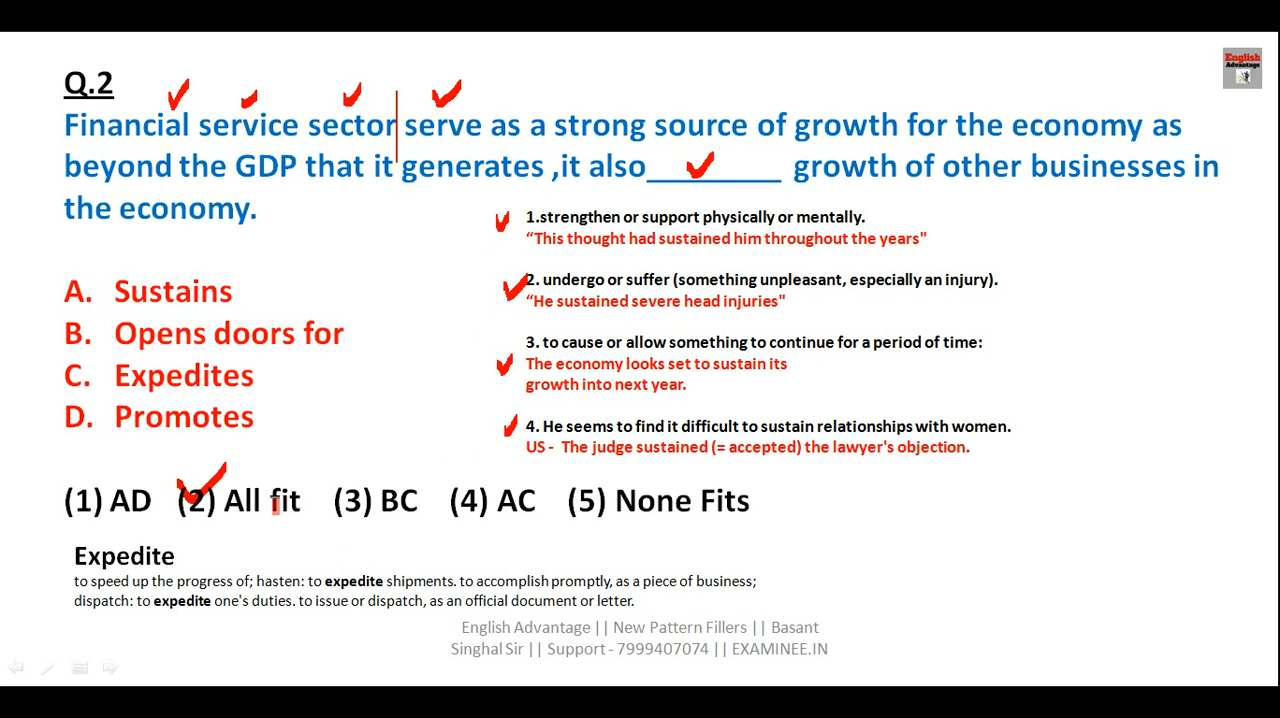 Q.2
English
Advantage
Financial service sector serve as a strong source of growth for the economy as
beyond the GDP that it generates ,it also________ growth of other businesses in
the economy.
1.strengthen or support physically or mentally.
“This thought had sustained him throughout the years"
2. undergo or suffer (something unpleasant, especially an injury).
“He sustained severe head injuries"
3. to cause or allow something to continue for a period of time:
The economy looks set to sustain its
growth into next year.
4. He seems to find it difficult to sustain relationships with women.
US - The judge sustained (= accepted) the lawyer's objection.
A. Sustains
B. Opens doors for
C. Expedites
D. Promotes
(1) AD (2) All fit (3) BC (4) AC (5) None Fits
Expedite
to speed up the progress of; hasten: to expedite shipments. to accomplish promptly, as a piece of business;
dispatch: to expedite one's duties. to issue or dispatch, as an official document or letter.
English Advantage || New Pattern Fillers || Basant
Singhal Sir || Support - 7999407074 || EXAMINEE.IN